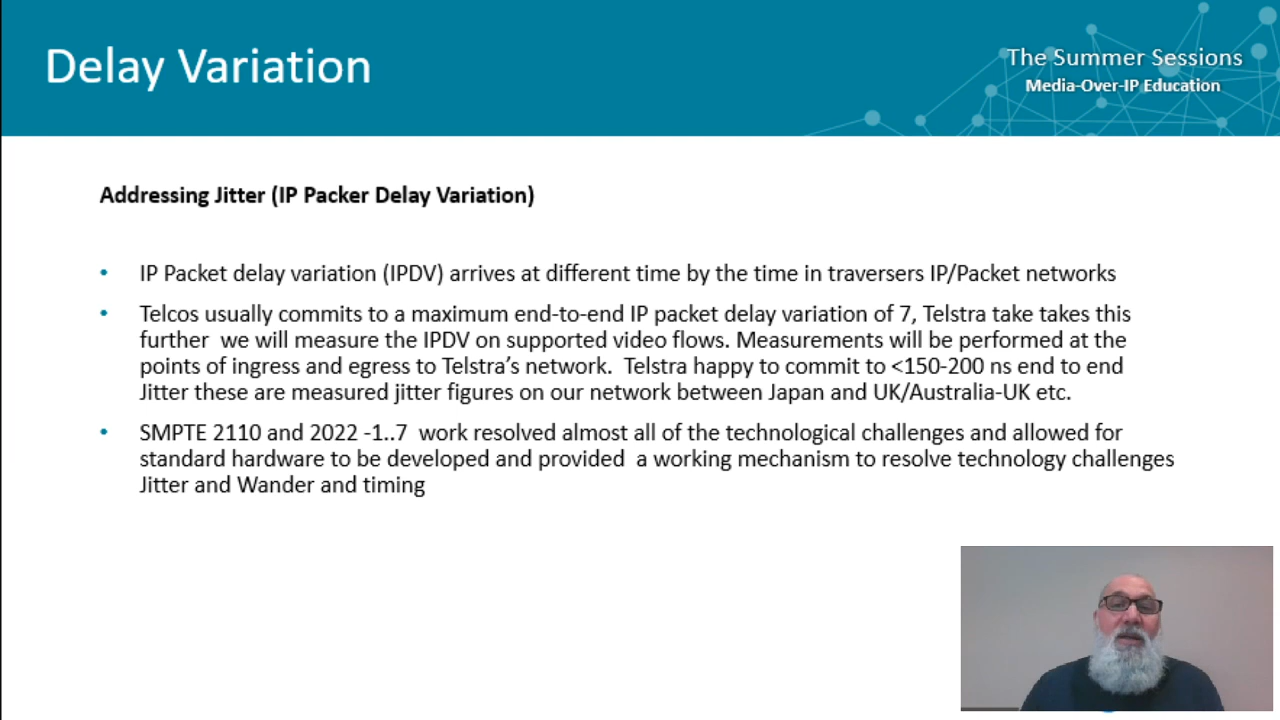 Delay Variation
The Summer Sessions
Media-Over-IP Education
Addressing Jitter (IP Packer Delay Variation)
• IP Packet delay variation (IPDV) arrives at different time by the time in traversers IP/Packet networks
• Telcos usually commits to a maximum end-to-end IP packet delay variation of 7, Telstra take takes this
further we will measure the IPDV on supported video flows. Measurements will be performed at the
points of ingress and egress to Telstra's network. Telstra happy to commit to <150-200 ns end to end
Jitter these are measured jitter figures on our network between Japan and UK/Australia-UK etc.
• SMPTE 2110 and 2022 -1..7 work resolved almost all of the technological challenges and allowed for
standard hardware to be developed and provided a working mechanism to resolve technology challenges
Jitter and Wander and timing